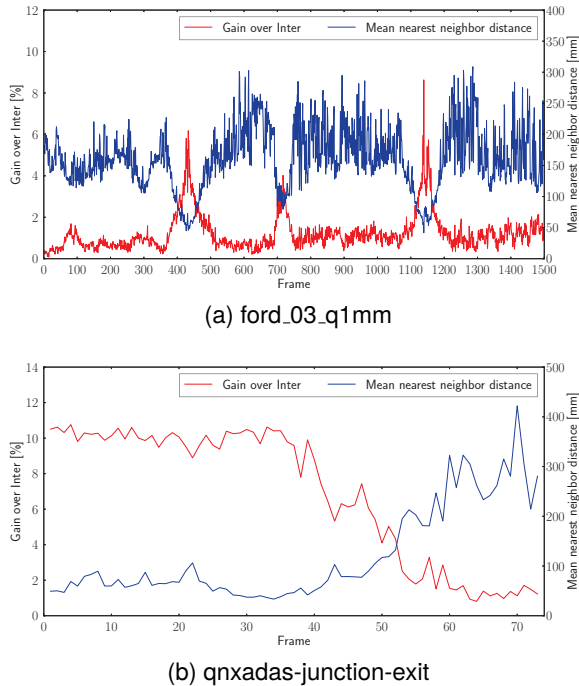 Gain over Inter
Mean nearest neighbor distance
Gain over Inter [%]
12
10
8
6
4
2
0
400
350
300
250
200
150
100
50
0
Mean nearest neighbor
distance [mm]
0 100 200 300 400 500 600 700 800 900 1000 1100 1200 1300 1400 1500
Frame
(a) ford_03_q1mm
Gain over Inter
Mean nearest neighbor distance
Gain over Inter [%]
14
12
10
8
6
4
2
0
500
400
300
200
100
0
Mean nearest neighbor
distance [mm]
0 10 20 30 40 50 60 70
Frame
(b) qnxadas-junction-exit